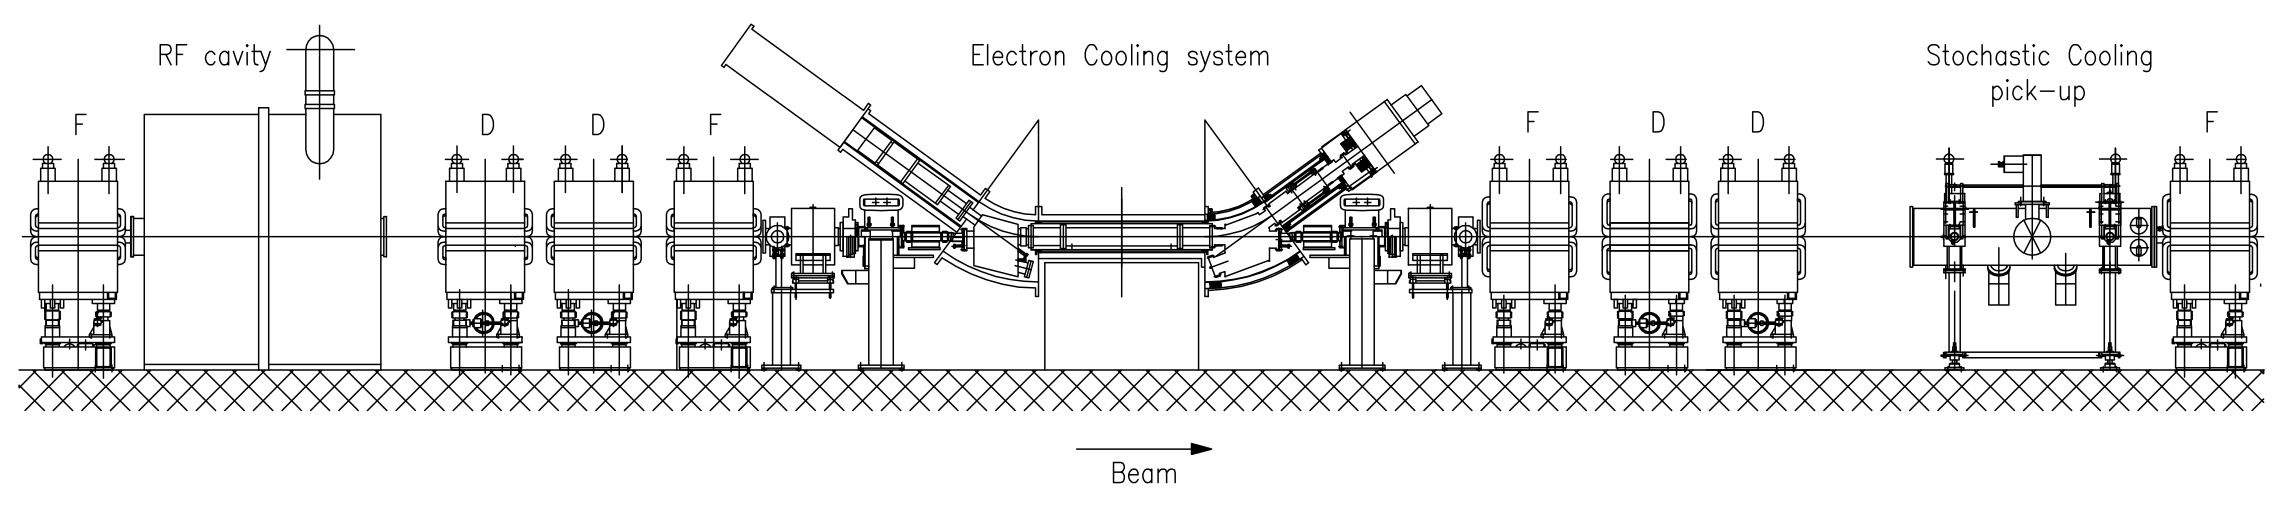 RF cavity
Electron Cooling system
Stochastic Cooling
pick-up
F
D
D
F
F
D
D
F
Beam